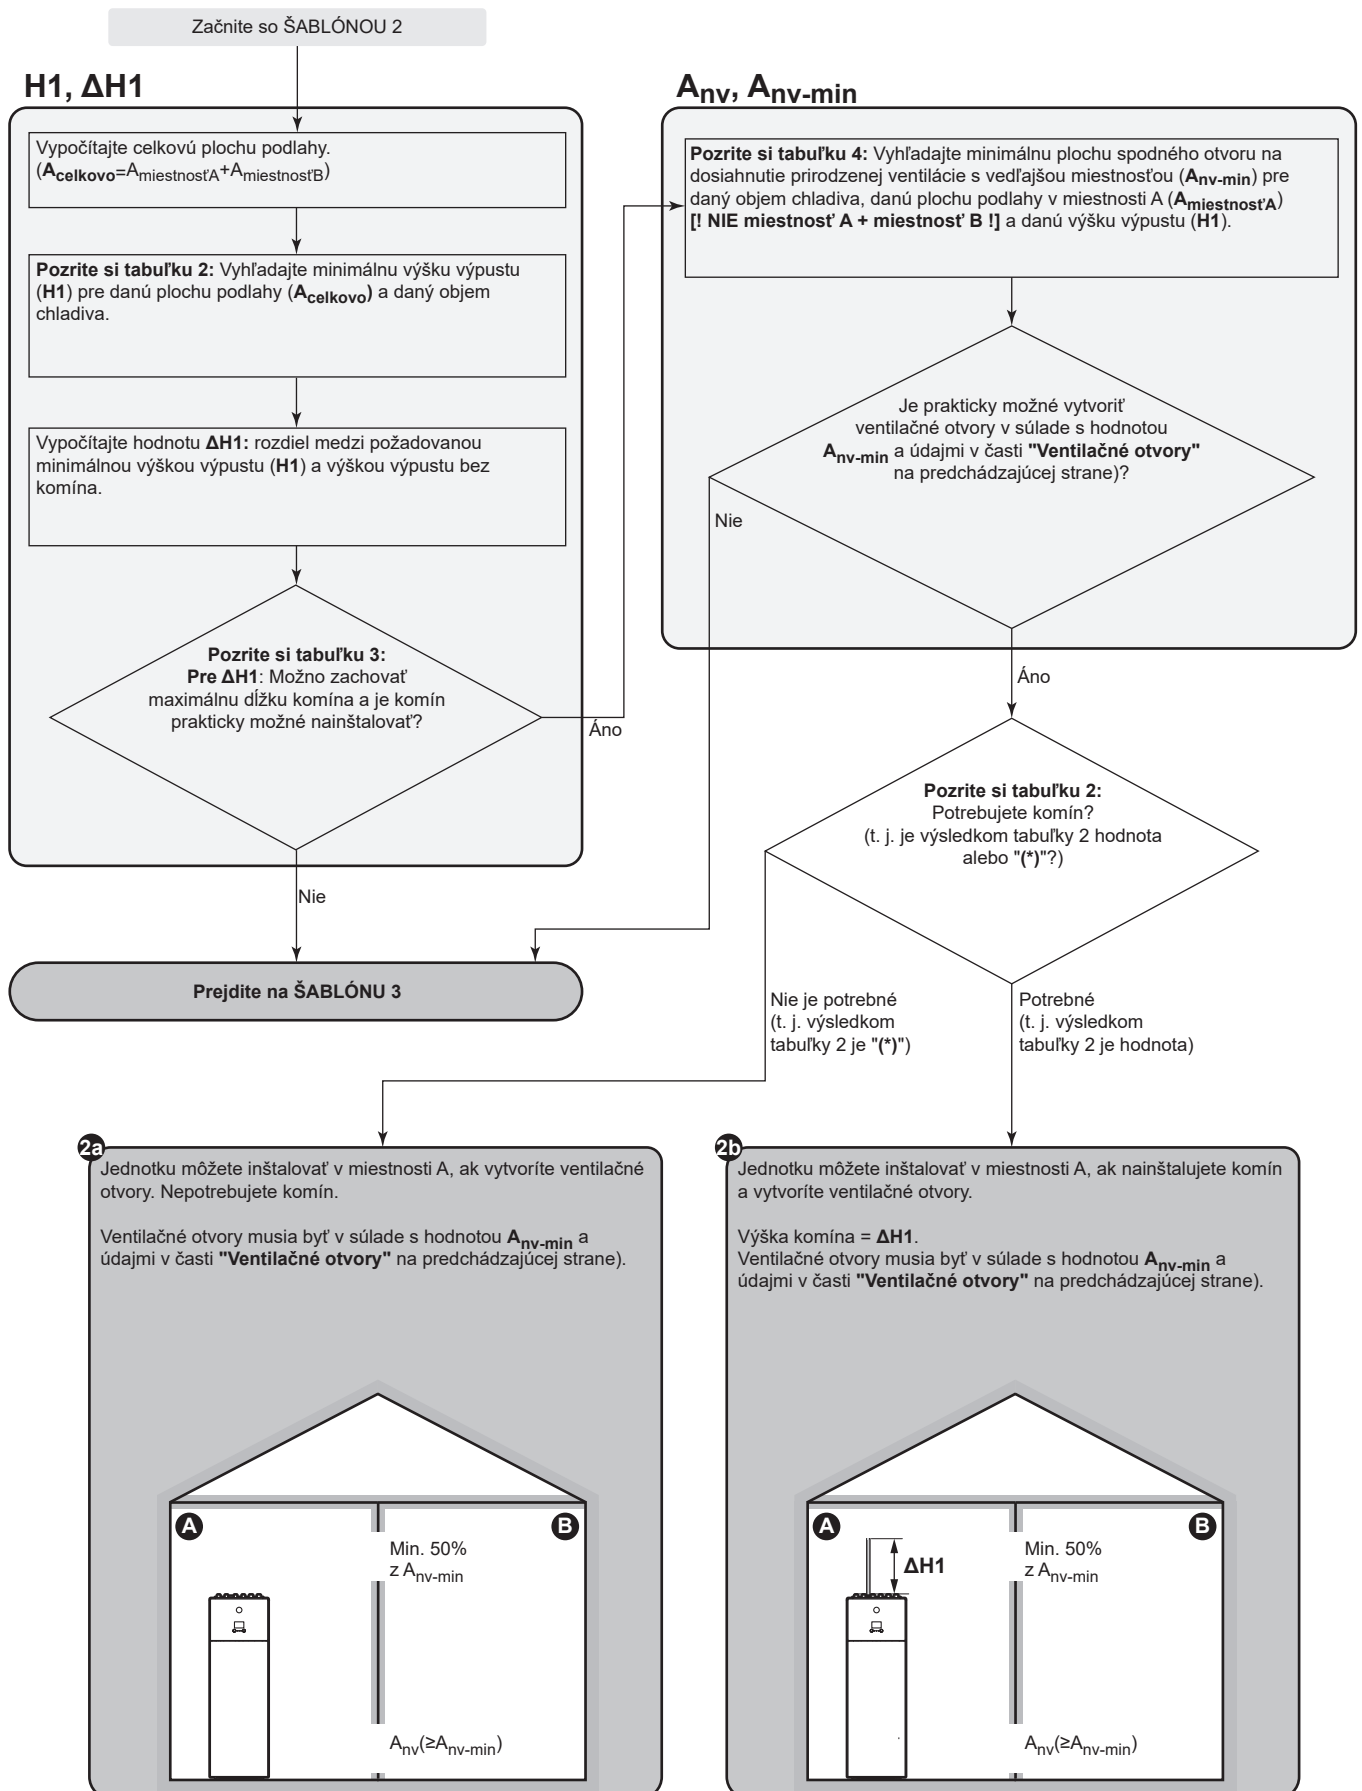 Začnite so ŠABLÓNOU 2
H1, ΔH1
Vypočítajte celkovú plochu podlahy.
(Acelkovo=AmiestnosťA+AmiestnosťB)
Pozrite si tabuľku 2: Vyhľadajte minimálnu výšku výpustu
(H1) pre danú plochu podlahy (Acelkovo) a daný objem
chladiva.
Vypočítajte hodnotu ΔH1: rozdiel medzi požadovanou
minimálnou výškou výpustu (H1) a výškou výpustu bez
komína.
Pozrite si tabuľku 3:
Pre ΔH1: Možno zachovať
maximálnu dĺžku komína a je komín
prakticky možné nainštalovať?
Áno
Nie
Prejdite na ŠABLÓNU 3
Anv, Anv-min
Pozrite si tabuľku 4: Vyhľadajte minimálnu plochu spodného otvoru na
dosiahnutie prirodzenej ventilácie s vedľajšou miestnosťou (Anv-min) pre
daný objem chladiva, danú plochu podlahy v miestnosti A (AmiestnosťA)
[! NIE miestnosť A + miestnosť B !] a danú výšku výpustu (H1).
Je prakticky možné vytvoriť
ventilačné otvory v súlade s hodnotou
Anv-min a údajmi v časti "Ventilačné otvory"
na predchádzajúcej strane)?
Nie
Áno
Pozrite si tabuľku 2:
Potrebujete komín?
(t. j. je výsledkom tabuľky 2 hodnota
alebo "(*)"?)
Nie je potrebné
(t. j. výsledkom
tabuľky 2 je "(*)")
Potrebné
(t. j. výsledkom
tabuľky 2 je hodnota)
2a
Jednotku môžete inštalovať v miestnosti A, ak vytvoríte ventilačné
otvory. Nepotrebujete komín.
Ventilačné otvory musia byť v súlade s hodnotou Anv-min a
údajmi v časti "Ventilačné otvory" na predchádzajúcej strane).
A
B
Min. 50%
z Anv-min
Anv(≥Anv-min)
2b
Jednotku môžete inštalovať v miestnosti A, ak nainštalujete komín
a vytvoríte ventilačné otvory.
Výška komína = ΔH1.
Ventilačné otvory musia byť v súlade s hodnotou Anv-min a
údajmi v časti "Ventilačné otvory" na predchádzajúcej strane).
A
B
ΔH1
Min. 50%
z Anv-min
Anv(≥Anv-min)